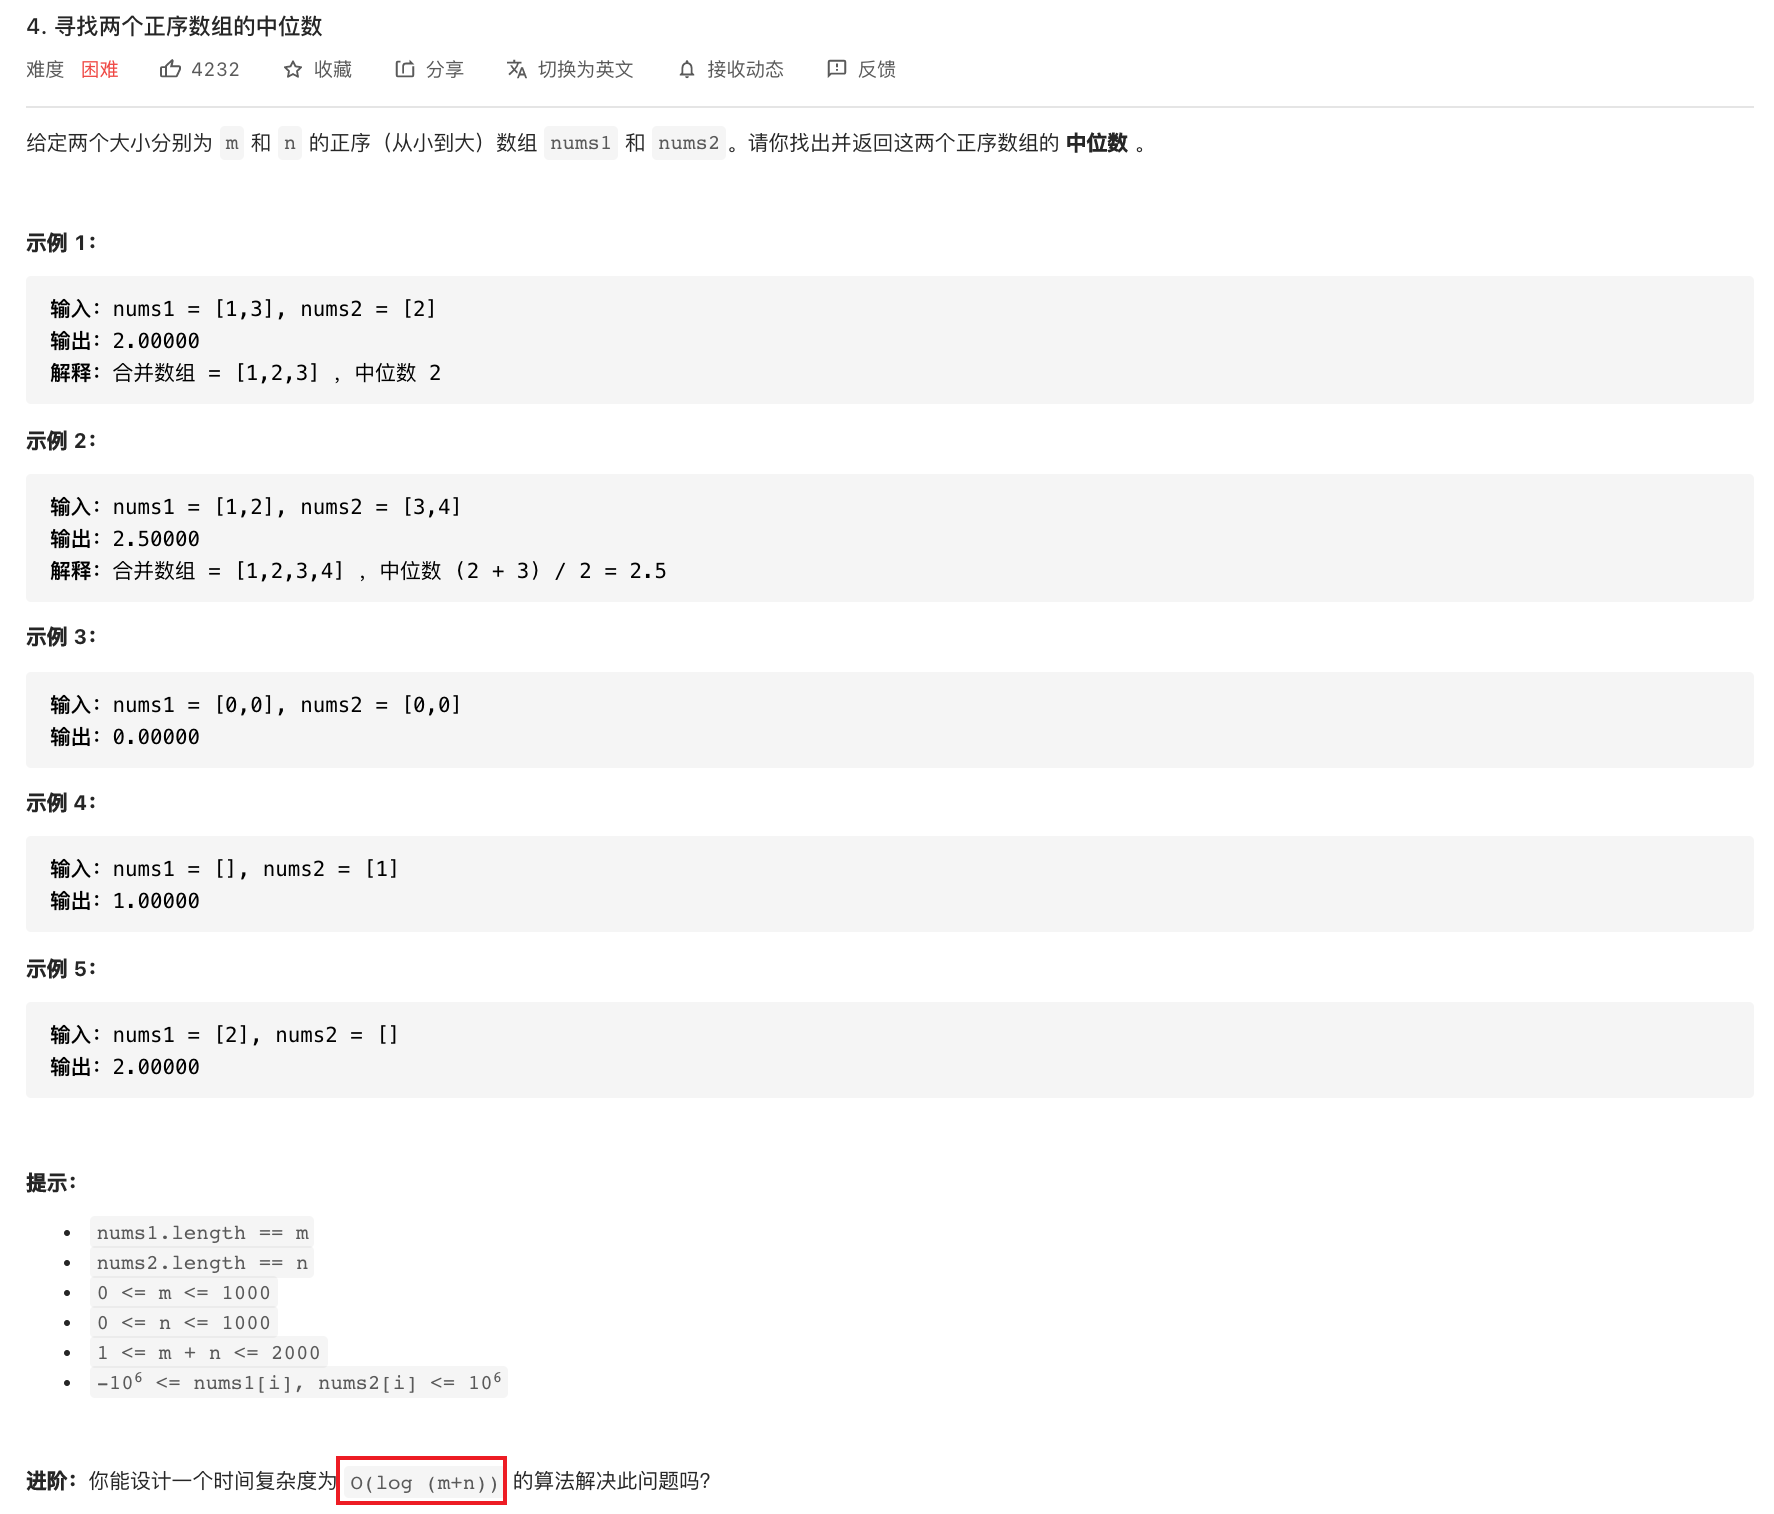 4. 寻找两个正序数组的中位数
难度 困难 4232 收藏 分享 切换为英文 接收动态 反馈
给定两个大小分别为 m 和 n 的正序（从小到大）数组 nums1 和 nums2。请你找出并返回这两个正序数组的 中位数 。
示例 1：
输入：nums1 = [1,3], nums2 = [2]
输出：2.00000
解释：合并数组 = [1,2,3] ，中位数 2
示例 2：
输入：nums1 = [1,2], nums2 = [3,4]
输出：2.50000
解释：合并数组 = [1,2,3,4] ，中位数 (2 + 3) / 2 = 2.5
示例 3：
输入：nums1 = [0,0], nums2 = [0,0]
输出：0.00000
示例 4：
输入：nums1 = [], nums2 = [1]
输出：1.00000
示例 5：
输入：nums1 = [2], nums2 = []
输出：2.00000
提示：
• nums1.length == m
• nums2.length == n
• 0 <= m <= 1000
• 0 <= n <= 1000
• 1 <= m + n <= 2000
• -10⁶ <= nums1[i], nums2[i] <= 10⁶
进阶：你能设计一个时间复杂度为 O(log (m+n)) 的算法解决此问题吗?